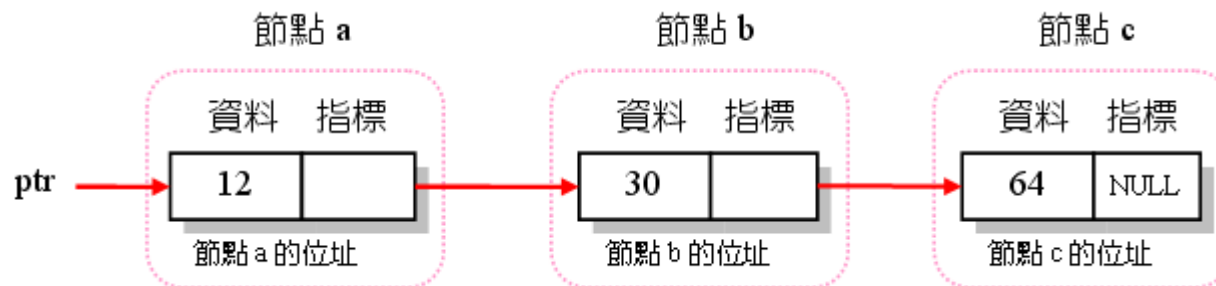 節點 a 節點 b 節點 c
資料 指標 資料 指標 資料 指標
ptr 12 30 64 NULL
節點 a 的位址 節點 b 的位址 節點 c 的位址